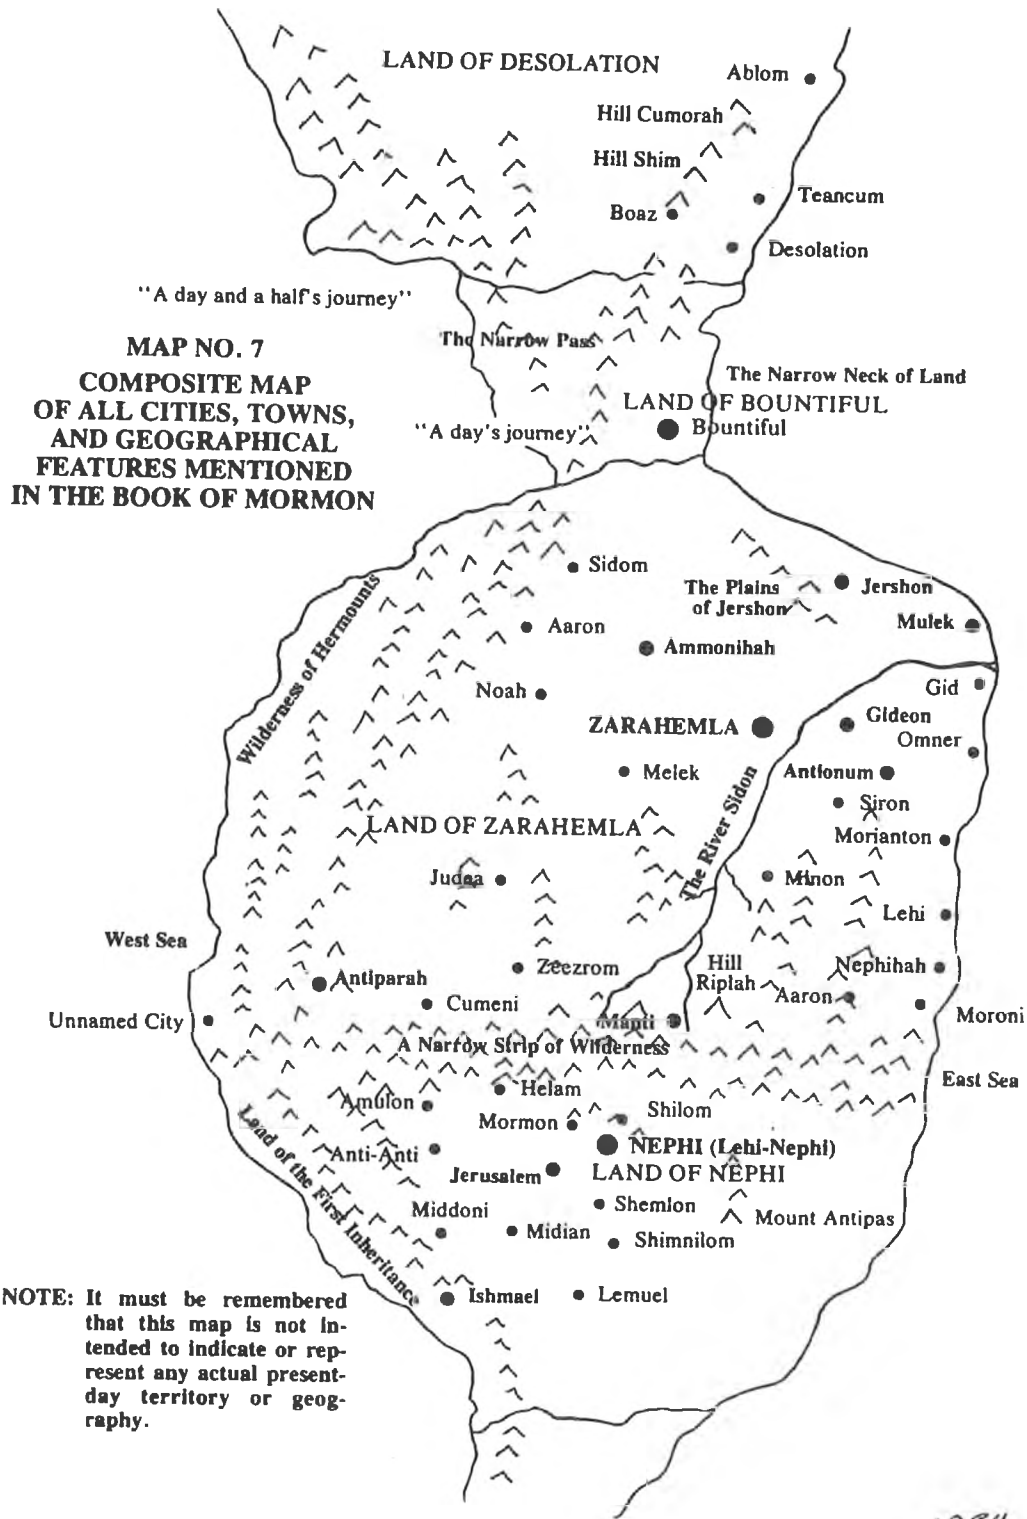 LAND OF DESOLATION
Ablom
Hill Cumorah
Hill Shim
Teancum
Boaz
Desolation
"A day and a half's journey"
The Narrow Pass
MAP NO. 7
COMPOSITE MAP
OF ALL CITIES, TOWNS,
AND GEOGRAPHICAL
FEATURES MENTIONED
IN THE BOOK OF MORMON
The Narrow Neck of Land
LAND OF BOUNTIFUL
"A day's journey"
Bountiful
Sidom
Wilderness of Hermounts
The Plains
of Jershon
Jershon
Aaron
Mulek
Ammonihah
Noah
Gid
ZARAHEMLA
Gideon
Omner
Melek
Antionum
The River Sidon
Siron
LAND OF ZARAHEMLA
Morianton
Judea
Minon
Lehi
West Sea
Antiparah
Zeezrom
Hill
Riplah
Nephihah
Aaron
Cumeni
Unnamed City
Manti
Moroni
A Narrow Strip of Wilderness
East Sea
Helam
Amulon
Shilom
Mormon
Land of the First Inheritance
Anti-Anti
NEPHI (Lehi-Nephi)
Jerusalem
LAND OF NEPHI
Shemlon
Middoni
Mount Antipas
Midian
Shimnilom
Ishmael
Lemuel
NOTE: It must be remembered
that this map is not in-
tended to indicate or rep-
resent any actual present-
day territory or geog-
raphy.